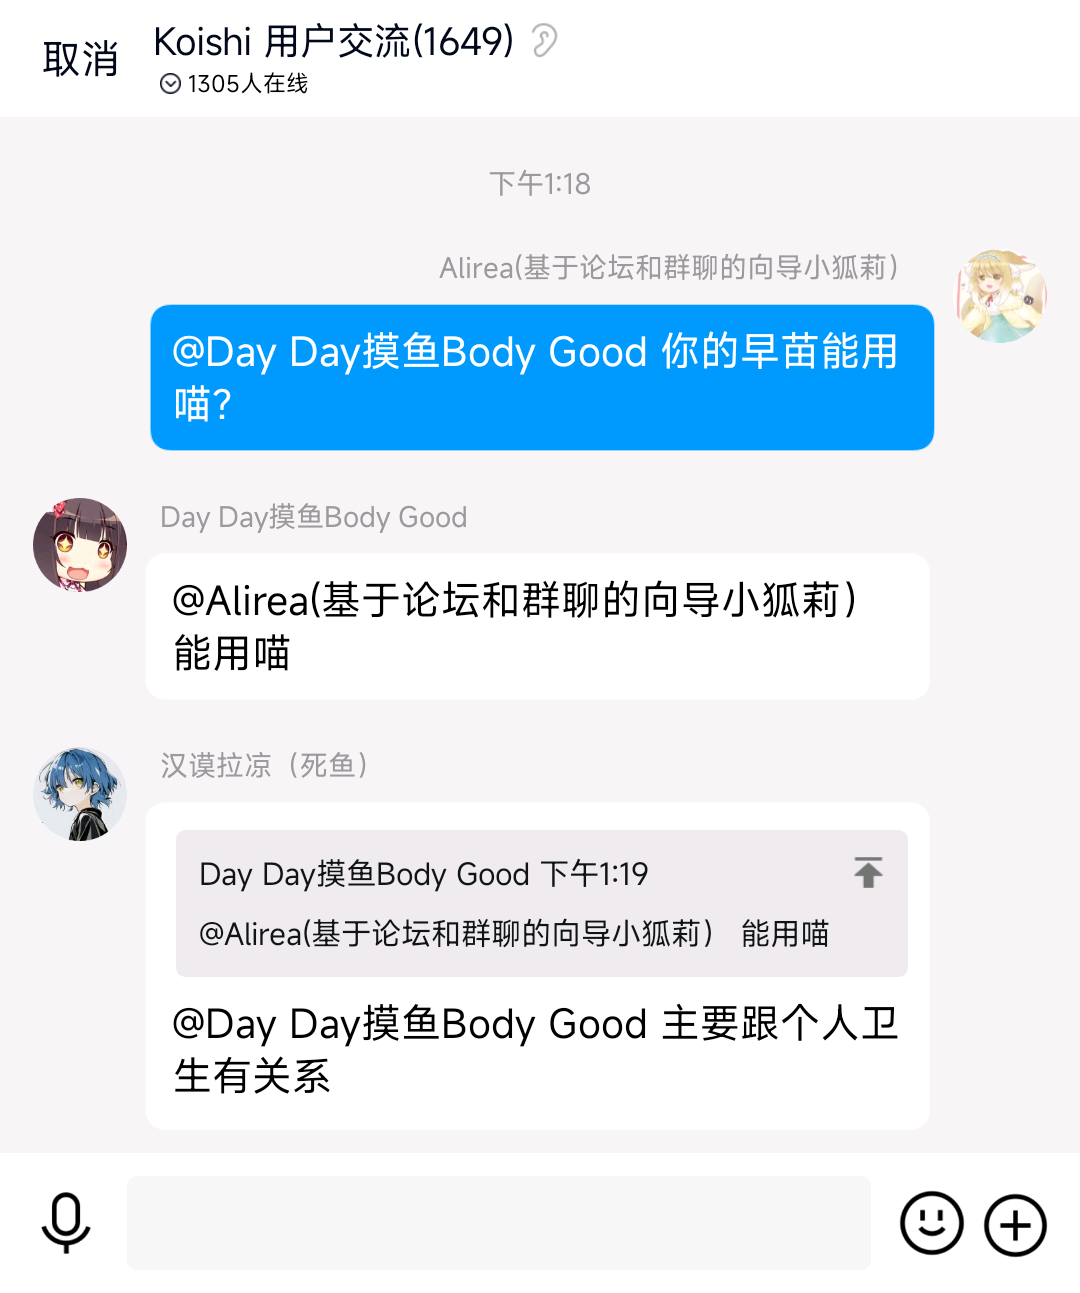 取消
Koishi 用户交流(1649)
1305人在线
下午1:18
Alirea(基于论坛和群聊的向导小狐莉）
@Day Day摸鱼Body Good 你的早苗能用
喵?
Day Day摸鱼Body Good
@Alirea(基于论坛和群聊的向导小狐莉）
能用喵
汉谟拉凉（死鱼）
Day Day摸鱼Body Good 下午1:19
@Alirea(基于论坛和群聊的向导小狐莉） 能用喵
@Day Day摸鱼Body Good 主要跟个人卫
生有关系